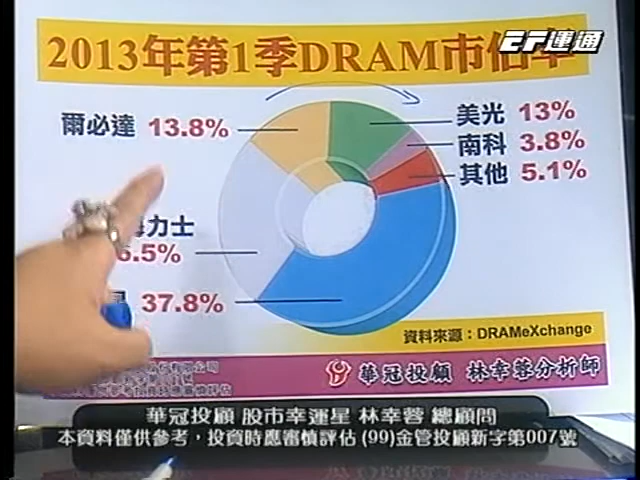 EF運通
2013年第1季DRAM市佔率
爾必達 13.8%
美光 13%
南科 3.8%
其他 5.1%
力士
6.5%
37.8%
資料來源：DRAMeXchange
華冠投顧 林幸蓉分析師
華冠投顧 股市幸運星 林幸蓉 總顧問
本資料僅供參考，投資時應審慎評估 (99)金管投顧新字第007號